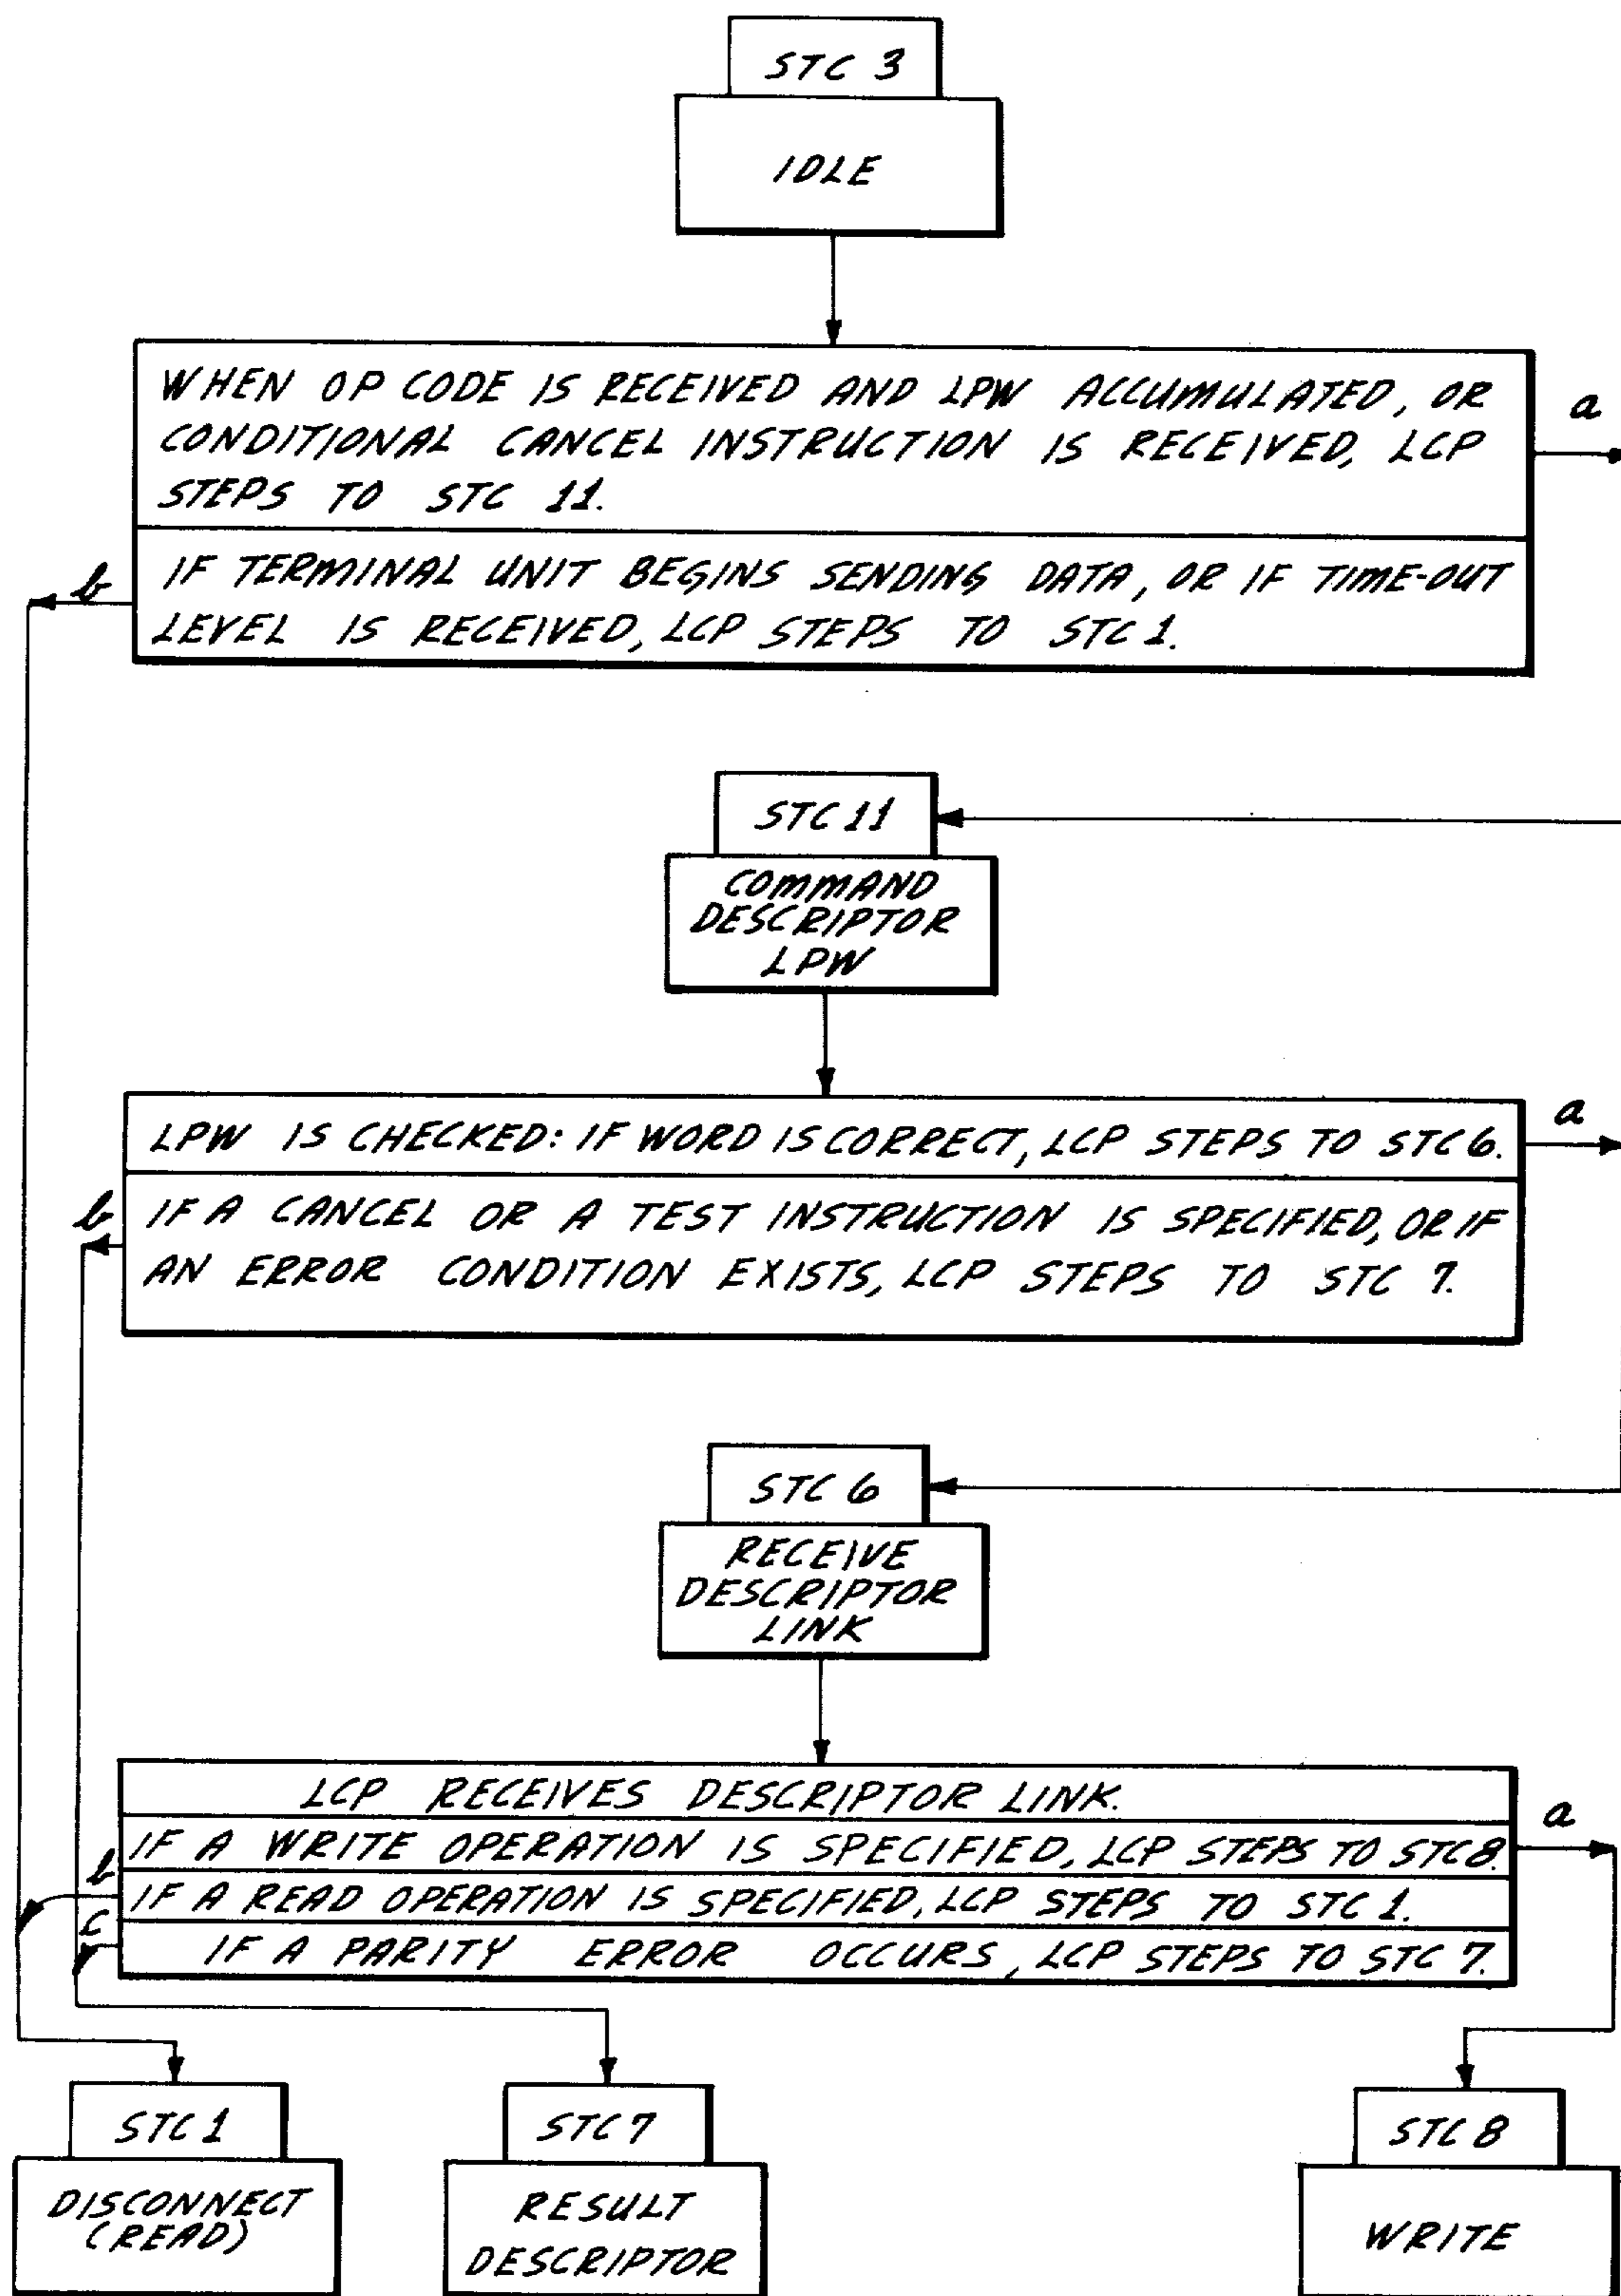 STC 3
IDLE
WHEN OP CODE IS RECEIVED AND LPW ACCUMULATED, OR
CONDITIONAL CANCEL INSTRUCTION IS RECEIVED, LCP
STEPS TO STC 11.
a
b
IF TERMINAL UNIT BEGINS SENDING DATA, OR IF TIME-OUT
LEVEL IS RECEIVED, LCP STEPS TO STC 1.
STC 11
COMMAND
DESCRIPTOR
LPW
LPW IS CHECKED: IF WORD IS CORRECT, LCP STEPS TO STC 6.
a
b
IF A CANCEL OR A TEST INSTRUCTION IS SPECIFIED, OR IF
AN ERROR CONDITION EXISTS, LCP STEPS TO STC 7.
STC 6
RECEIVE
DESCRIPTOR
LINK
LCP RECEIVES DESCRIPTOR LINK.
IF A WRITE OPERATION IS SPECIFIED, LCP STEPS TO STC 8.
a
b
IF A READ OPERATION IS SPECIFIED, LCP STEPS TO STC 1.
c
IF A PARITY ERROR OCCURS, LCP STEPS TO STC 7.
STC 1
DISCONNECT
(READ)
STC 7
RESULT
DESCRIPTOR
STC 8
WRITE